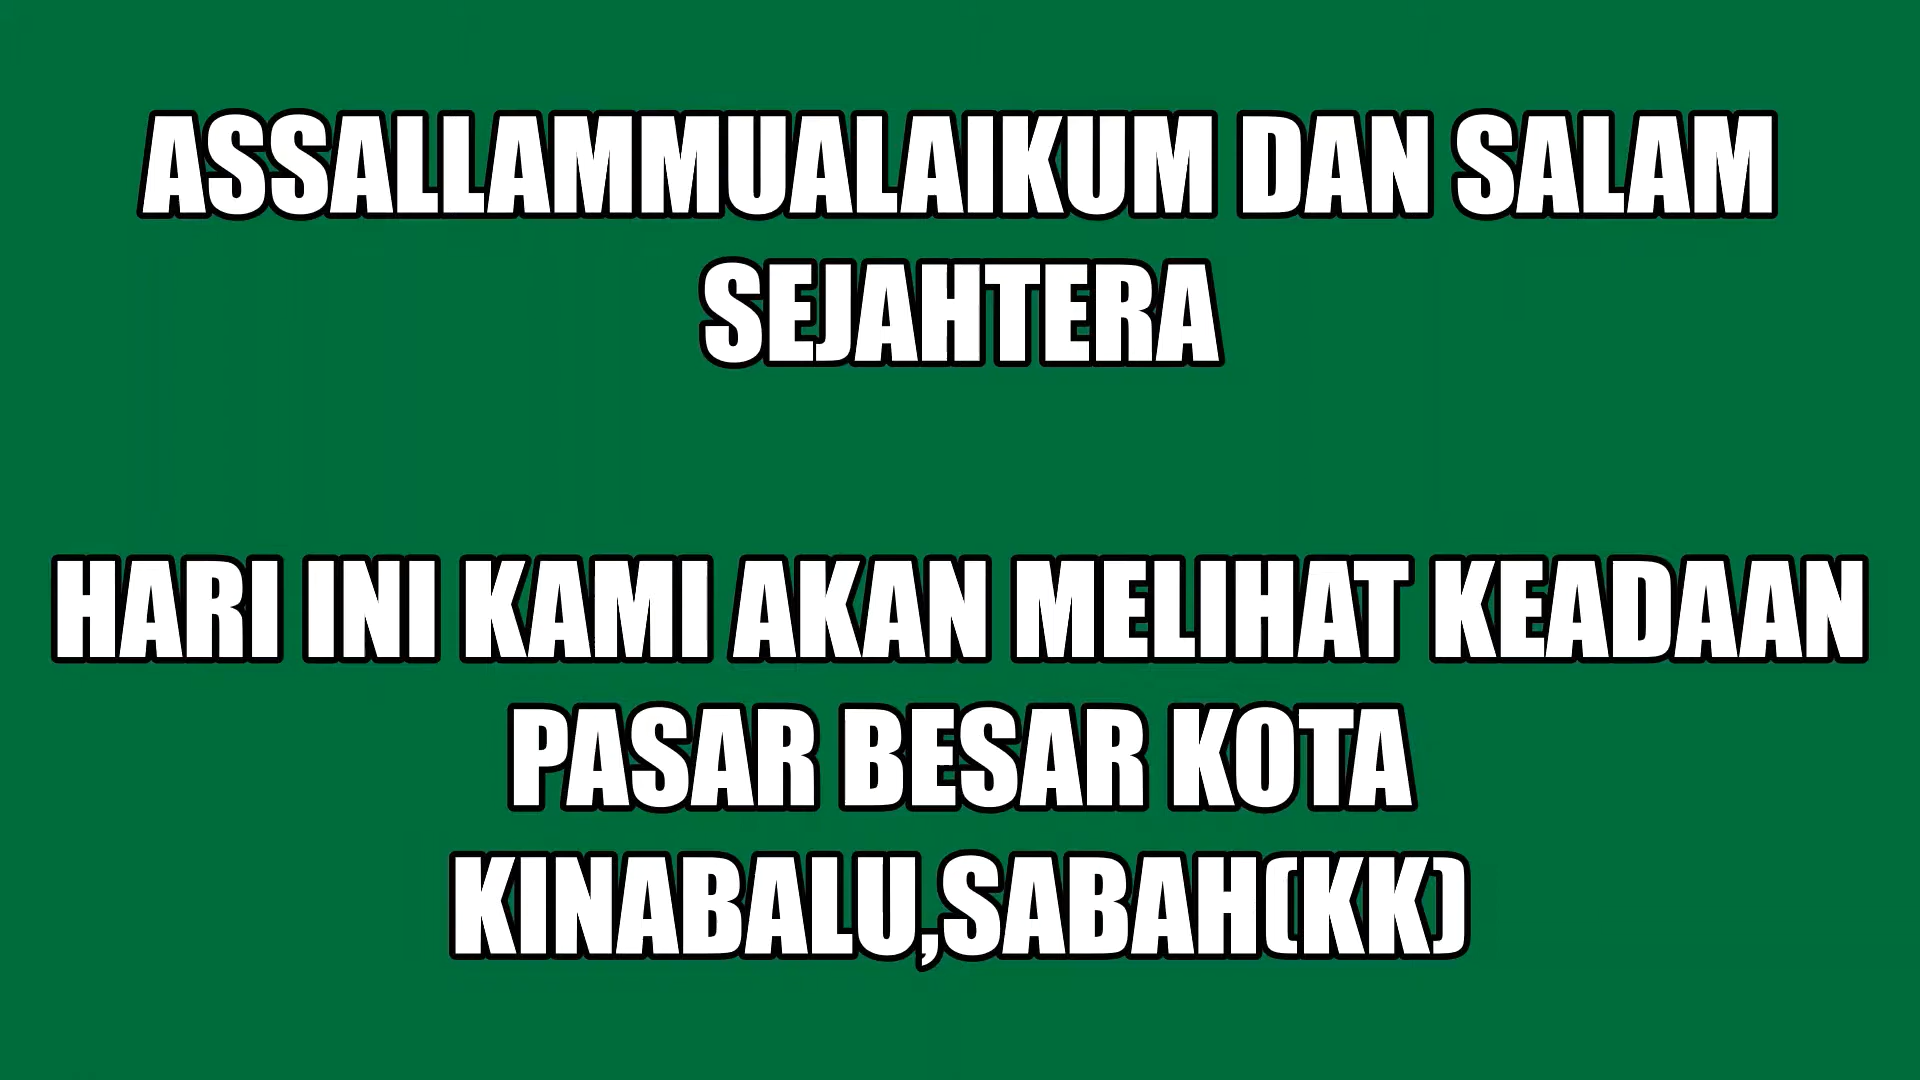 ASSALLAMMUALAIKUM DAN SALAM
SEJAHTERA
HARI INI KAMI AKAN MELIHAT KEADAAN
PASAR BESAR KOTA
KINABALU,SABAH(KK)